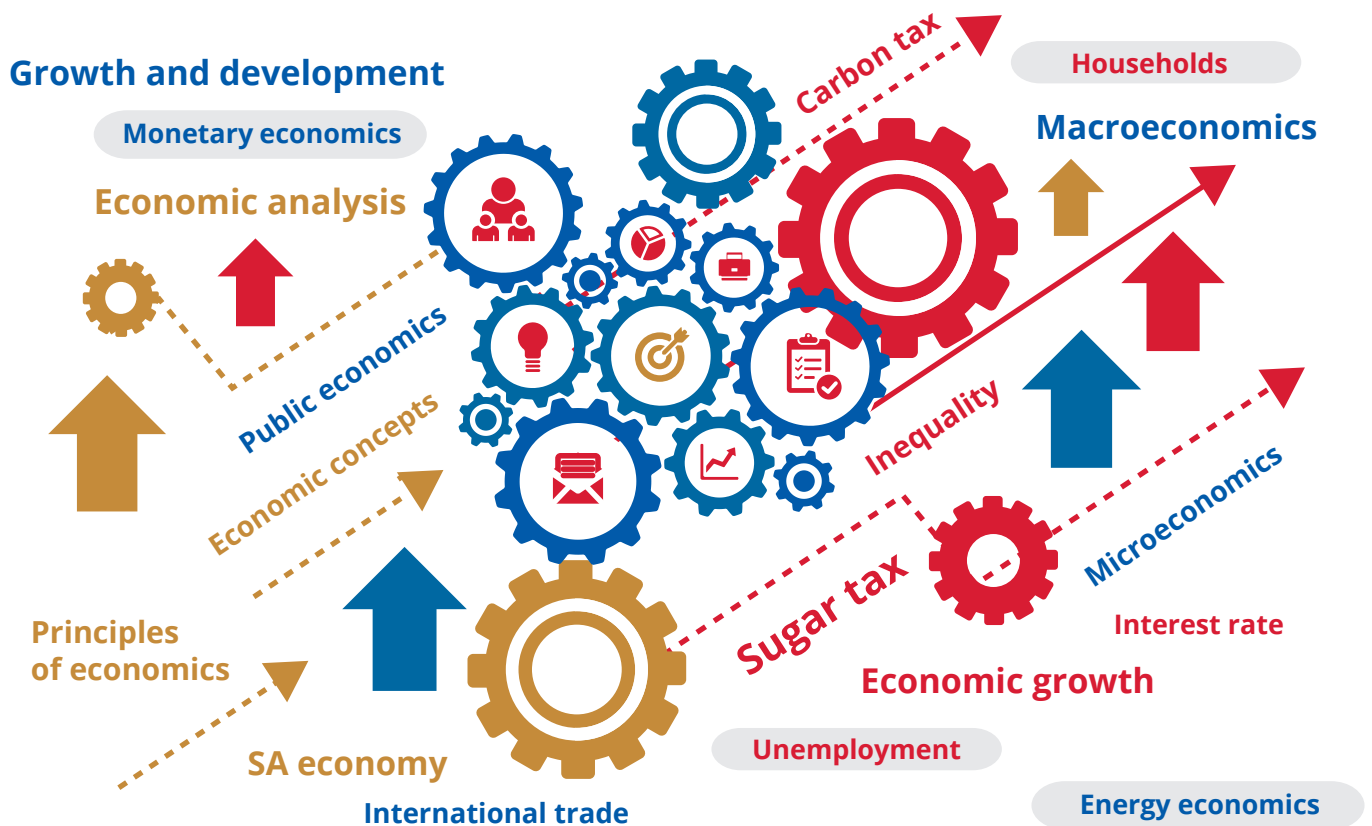 Growth and development
Monetary economics
Economic analysis
Carbon tax
Households
Macroeconomics
Public economics
Economic concepts
Inequality
Microeconomics
Principles
of economics
Sugar tax
Interest rate
Economic growth
SA economy
Unemployment
International trade
Energy economics